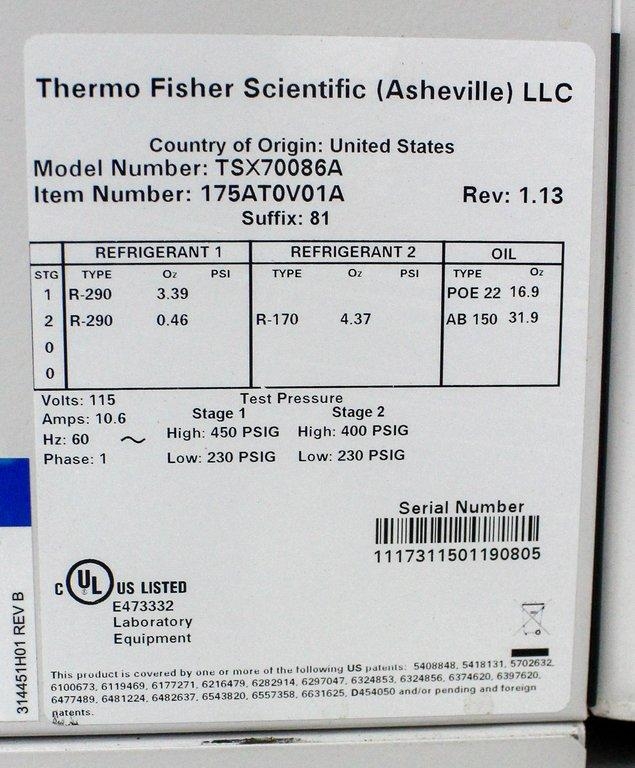 Thermo Fisher Scientific (Asheville) LLC
Country of Origin: United States
Model Number: TSX70086A
Item Number: 175AT0V01A Rev: 1.13
Suffix: 81
REFRIGERANT 1 REFRIGERANT 2 OIL
STG TYPE Oz PSI TYPE Oz PSI TYPE Oz
1 R-290 3.39 POE 22 16.9
2 R-290 0.46 R-170 4.37 AB 150 31.9
0
0
Volts: 115 Test Pressure
Amps: 10.6 Stage 1 Stage 2
Hz: 60 ~ High: 450 PSIG High: 400 PSIG
Phase: 1 Low: 230 PSIG Low: 230 PSIG
Serial Number
1117311501190805
c UL US LISTED
E473332
Laboratory
Equipment
This product is covered by one or more of the following US patents: 5408848, 5418131, 5702632,
6100673, 6119469, 6177271, 6216479, 6282914, 6297047, 6324853, 6324856, 6374620, 6397620,
6477489, 6481224, 6482637, 6543820, 6557358, 6631625, D454050 and/or pending and foreign
patents.
314451H01 REV B